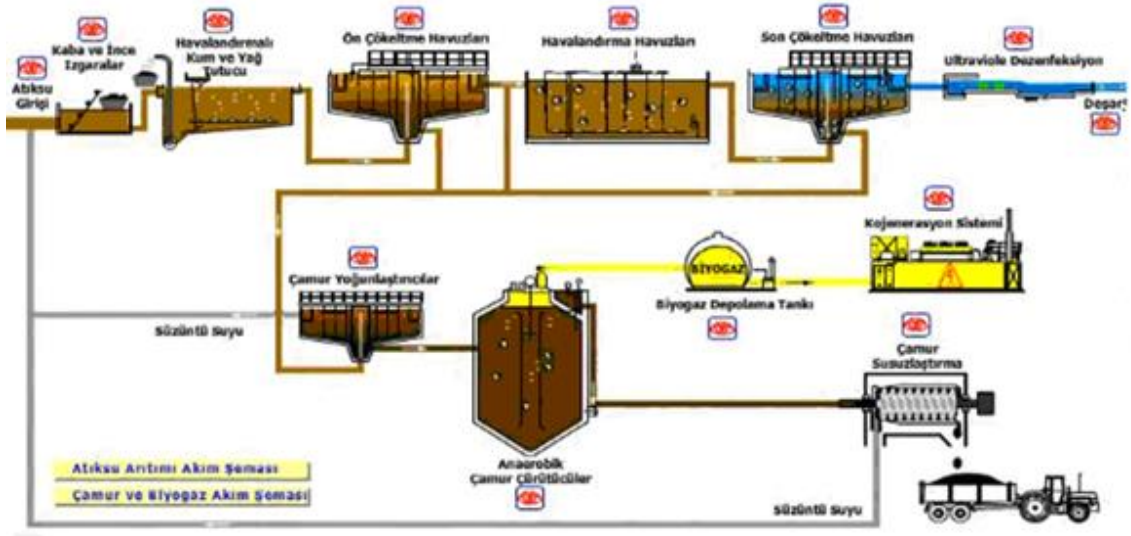 Atıksu
Girişi
Kaba ve İnce
Izgaralar
Havalandırmalı
Kum ve Yağ
Tutucu
Ön Çökeltme Havuzları
Havalandırma Havuzları
Son Çökeltme Havuzları
Ultraviole Dezenfeksiyon
Deşarj
Kojenerasyon Sistemi
BİYOGAZ
Biyogaz Depolama Tankı
Çamur Yoğunlaştırıcılar
Süzüntü Suyu
Çamur
Susuzlaştırma
Anaerobik
Çamur Çürütücüler
Atıksu Arıtımı Akım Şeması
Çamur ve Biyogaz Akım Şeması
Süzüntü Suyu